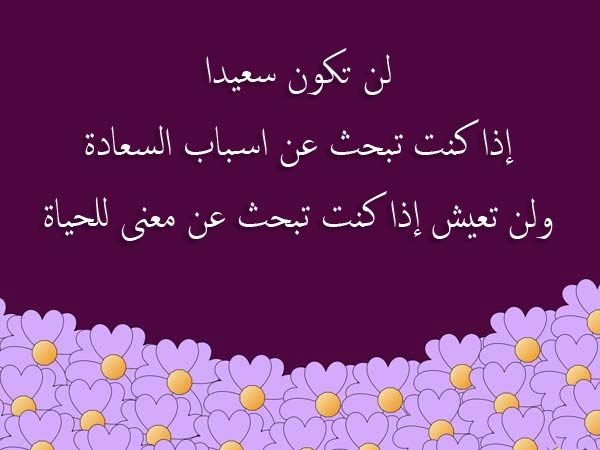 لن تكون سعيدا
إذا كنت تبحث عن اسباب السعادة
ولن تعيش إذا كنت تبحث عن معنى للحياة